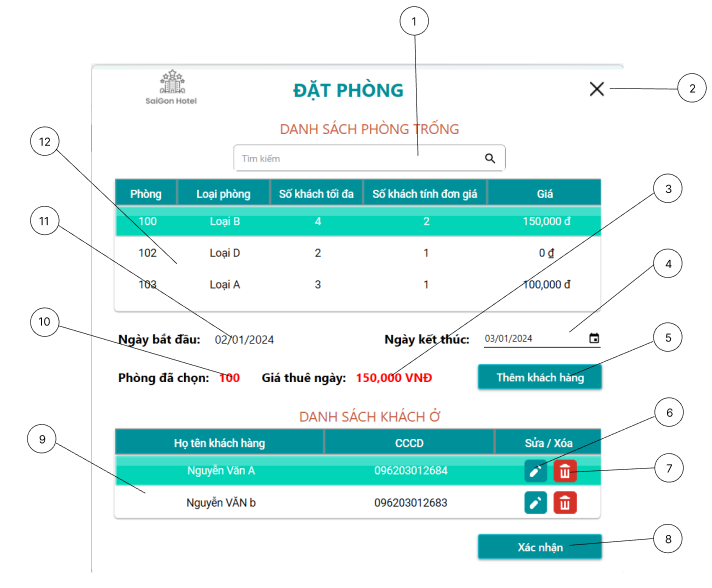 1
SaiGon Hotel
ĐẶT PHÒNG
2
DANH SÁCH PHÒNG TRỐNG
12
Tìm kiếm
Phòng Loại phòng Số khách tối đa Số khách tính đơn giá Giá
3
100 Loại B 4 2 150,000 đ
11
102 Loại D 2 1 0 ₫
4
103 Loại A 3 1 100,000 đ
10
Ngày bắt đầu: 02/01/2024 Ngày kết thúc: 03/01/2024
5
Phòng đã chọn: 100 Giá thuê ngày: 150,000 VNĐ Thêm khách hàng
6
DANH SÁCH KHÁCH Ở
9
Họ tên khách hàng CCCD Sửa / Xóa
7
Nguyễn Văn A 096203012684
Nguyễn VĂN b 096203012683
8
Xác nhận